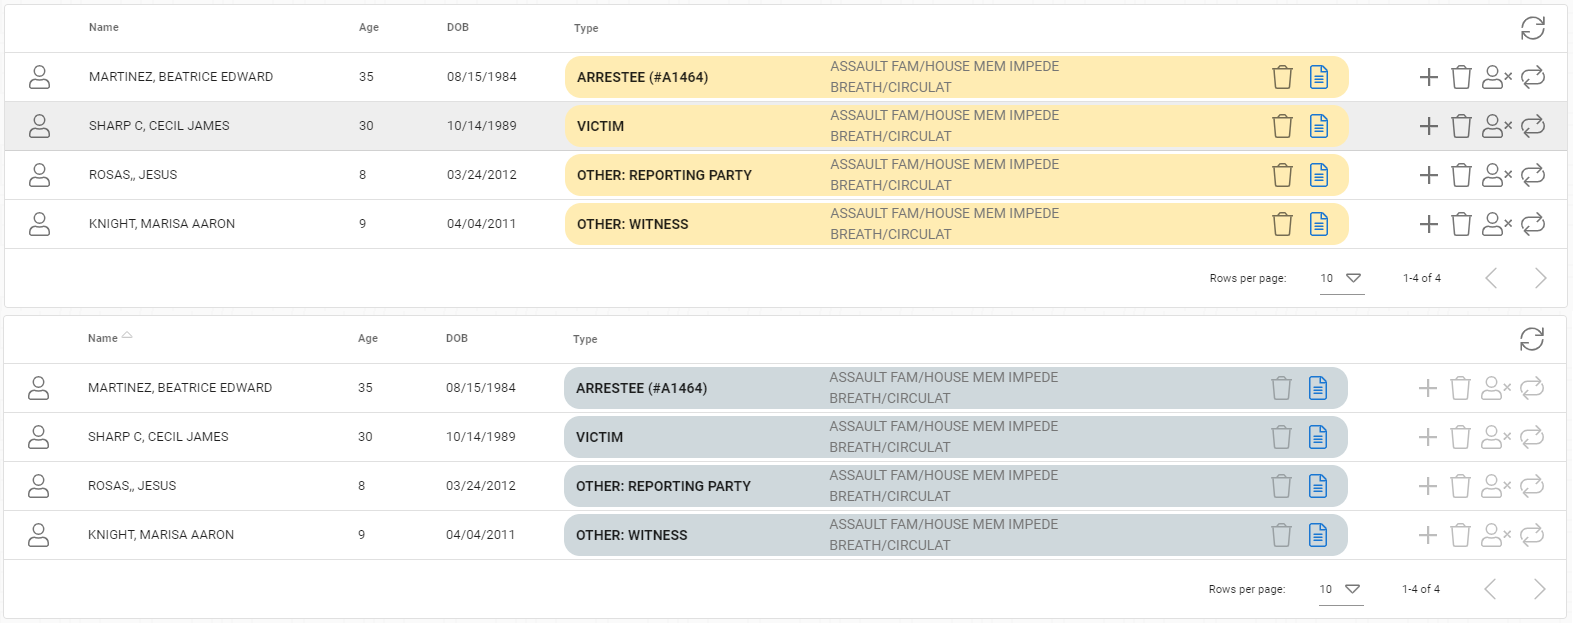 Name Age DOB Type
MARTINEZ, BEATRICE EDWARD 35 08/15/1984 ARRESTEE (#A1464) ASSAULT FAM/HOUSE MEM IMPEDE
BREATH/CIRCULAT
SHARP C, CECIL JAMES 30 10/14/1989 VICTIM ASSAULT FAM/HOUSE MEM IMPEDE
BREATH/CIRCULAT
ROSAS,, JESUS 8 03/24/2012 OTHER: REPORTING PARTY ASSAULT FAM/HOUSE MEM IMPEDE
BREATH/CIRCULAT
KNIGHT, MARISA AARON 9 04/04/2011 OTHER: WITNESS ASSAULT FAM/HOUSE MEM IMPEDE
BREATH/CIRCULAT
Rows per page: 10 1-4 of 4
Name Age DOB Type
MARTINEZ, BEATRICE EDWARD 35 08/15/1984 ARRESTEE (#A1464) ASSAULT FAM/HOUSE MEM IMPEDE
BREATH/CIRCULAT
SHARP C, CECIL JAMES 30 10/14/1989 VICTIM ASSAULT FAM/HOUSE MEM IMPEDE
BREATH/CIRCULAT
ROSAS,, JESUS 8 03/24/2012 OTHER: REPORTING PARTY ASSAULT FAM/HOUSE MEM IMPEDE
BREATH/CIRCULAT
KNIGHT, MARISA AARON 9 04/04/2011 OTHER: WITNESS ASSAULT FAM/HOUSE MEM IMPEDE
BREATH/CIRCULAT
Rows per page: 10 1-4 of 4